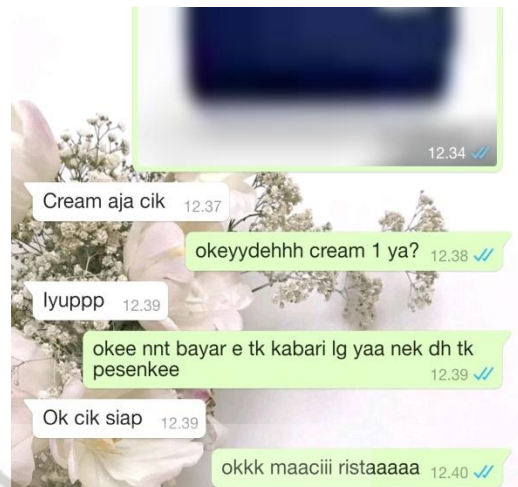 12.34
Cream aja cik 12.37
okeyydehhh cream 1 ya? 12.38
Iyuppp 12.39
okee nnt bayar e tk kabari lg yaa nek dh tk
pesenkee 12.39
Ok cik siap 12.39
okkk maaciii ristaaaaa 12.40